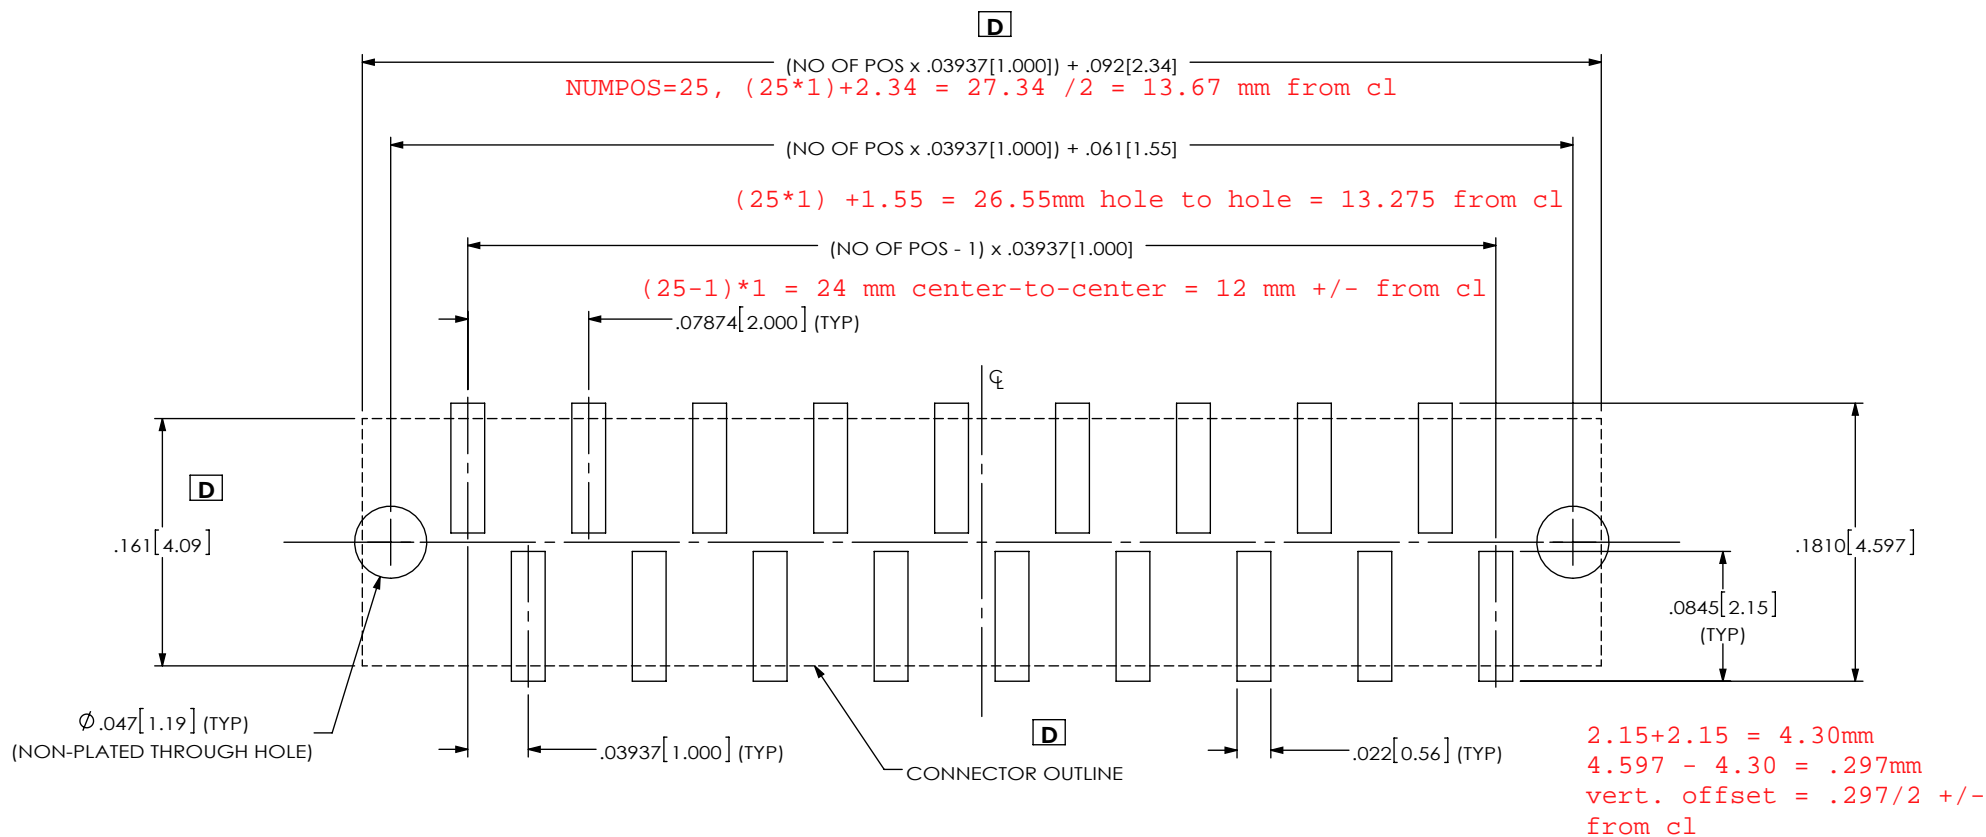 D
(NO OF POS x .03937[1.000]) + .092[2.34]
NUMPOS=25, (25*1)+2.34 = 27.34 /2 = 13.67 mm from cl
(NO OF POS x .03937[1.000]) + .061[1.55]
(25*1) +1.55 = 26.55mm hole to hole = 13.275 from cl
(NO OF POS - 1) x .03937[1.000]
(25-1)*1 = 24 mm center-to-center = 12 mm +/- from cl
.07874[2.000] (TYP)
℄
D
.161[4.09]
.1810[4.597]
.0845[2.15]
(TYP)
Ø.047[1.19] (TYP)
(NON-PLATED THROUGH HOLE)
.03937[1.000] (TYP)
D
CONNECTOR OUTLINE
.022[0.56] (TYP)
2.15+2.15 = 4.30mm
4.597 - 4.30 = .297mm
vert. offset = .297/2 +/-
from cl